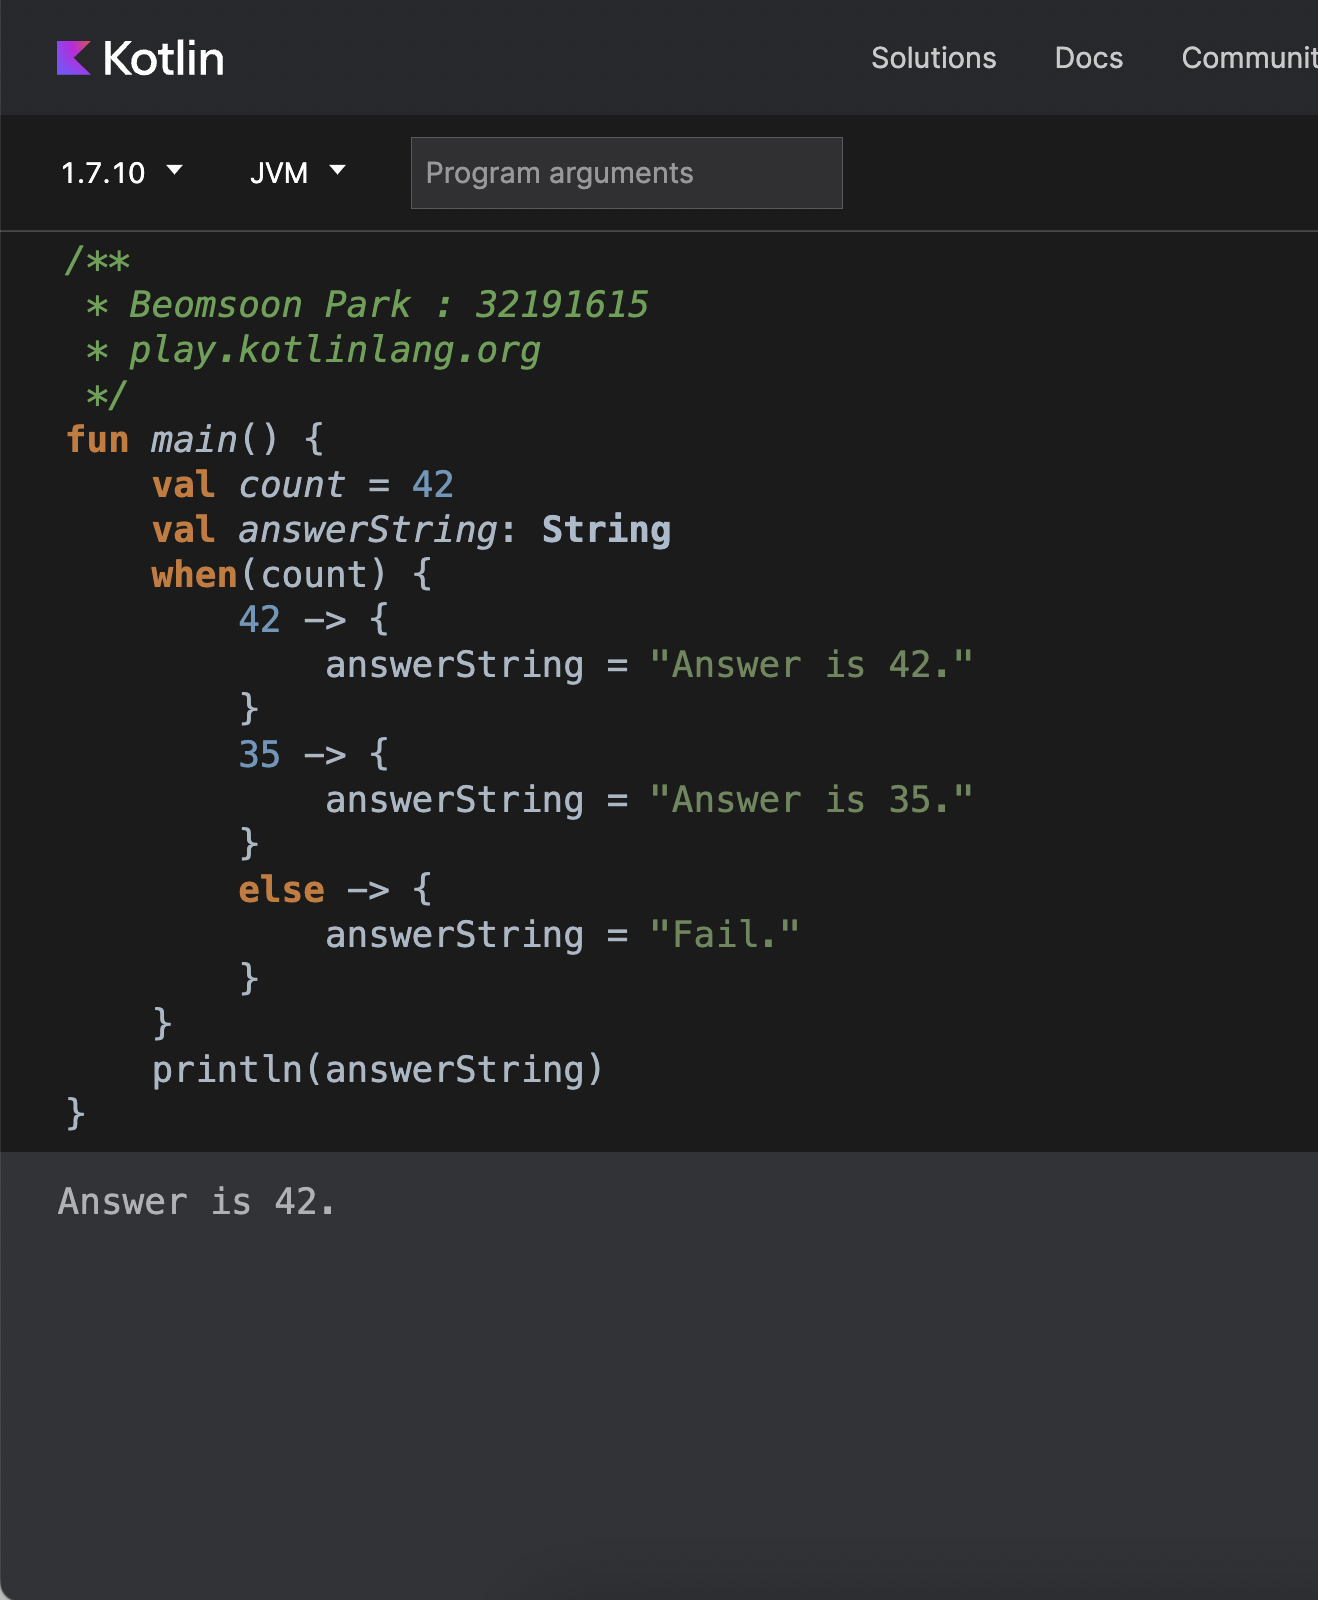 Kotlin Solutions Docs
1.7.10 JVM Program arguments
/**
 * Beomsoon Park : 32191615
 * play.kotlinlang.org
 */
fun main() {
    val count = 42
    val answerString: String
    when(count) {
        42 -> {
            answerString = "Answer is 42."
        }
        35 -> {
            answerString = "Answer is 35."
        }
        else -> {
            answerString = "Fail."
        }
    }
    println(answerString)
}
Answer is 42.